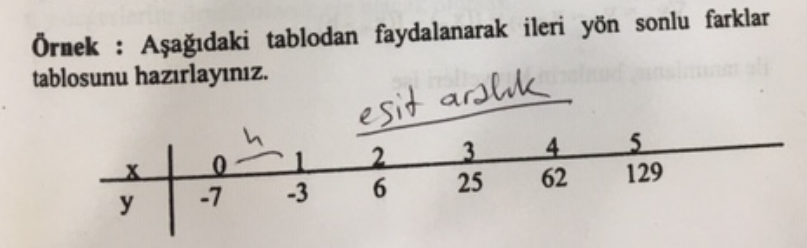 Örnek : Aşağıdaki tablodan faydalanarak ileri yön sonlu farklar
tablosunu hazırlayınız.
eşit aralık
h
x 0 1 2 3 4 5
y -7 -3 6 25 62 129